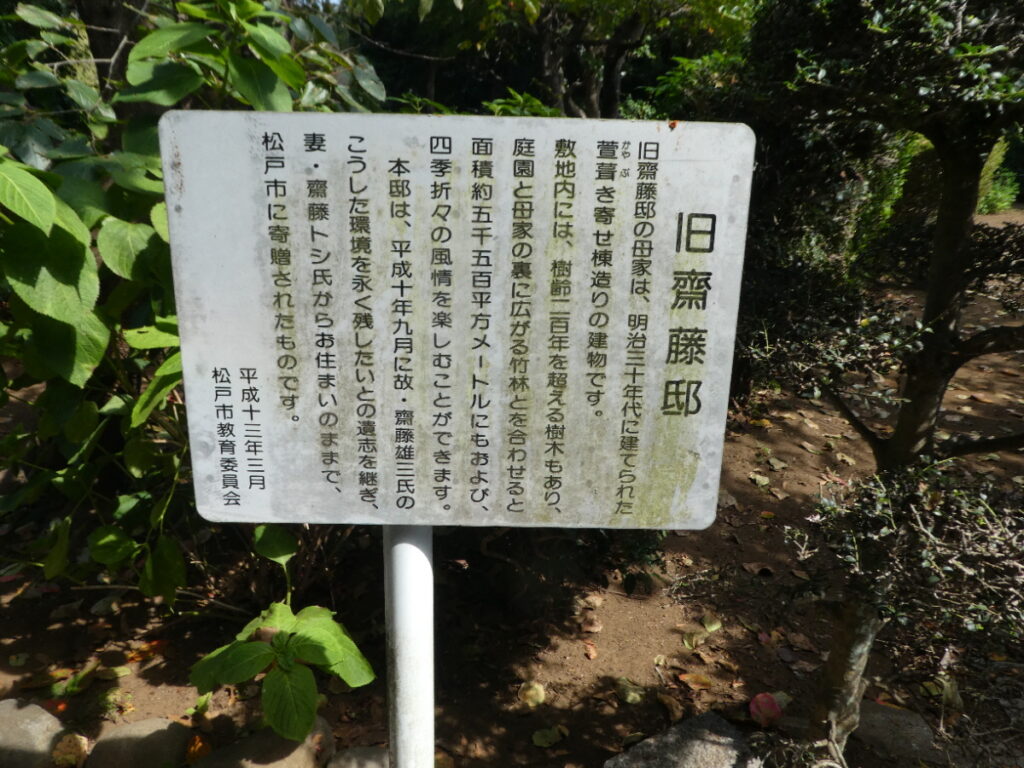 旧齋藤邸
旧齋藤邸の母家は、明治三十年代に建てられた
かやぶ
萱葺き寄せ棟造りの建物です。
敷地内には、樹齢二百年を超える樹木もあり、
庭園と母家の裏に広がる竹林とを合わせると
面積約五千五百平方メートルにもおよび、
四季折々の風情を楽しむことができます。
本邸は、平成十年九月に故・齋藤雄三氏の
こうした環境を永く残したいとの遺志を継ぎ、
妻・齋藤トシ氏からお住まいのままで、
松戸市に寄贈されたものです。
平成十三年三月
松戸市教育委員会